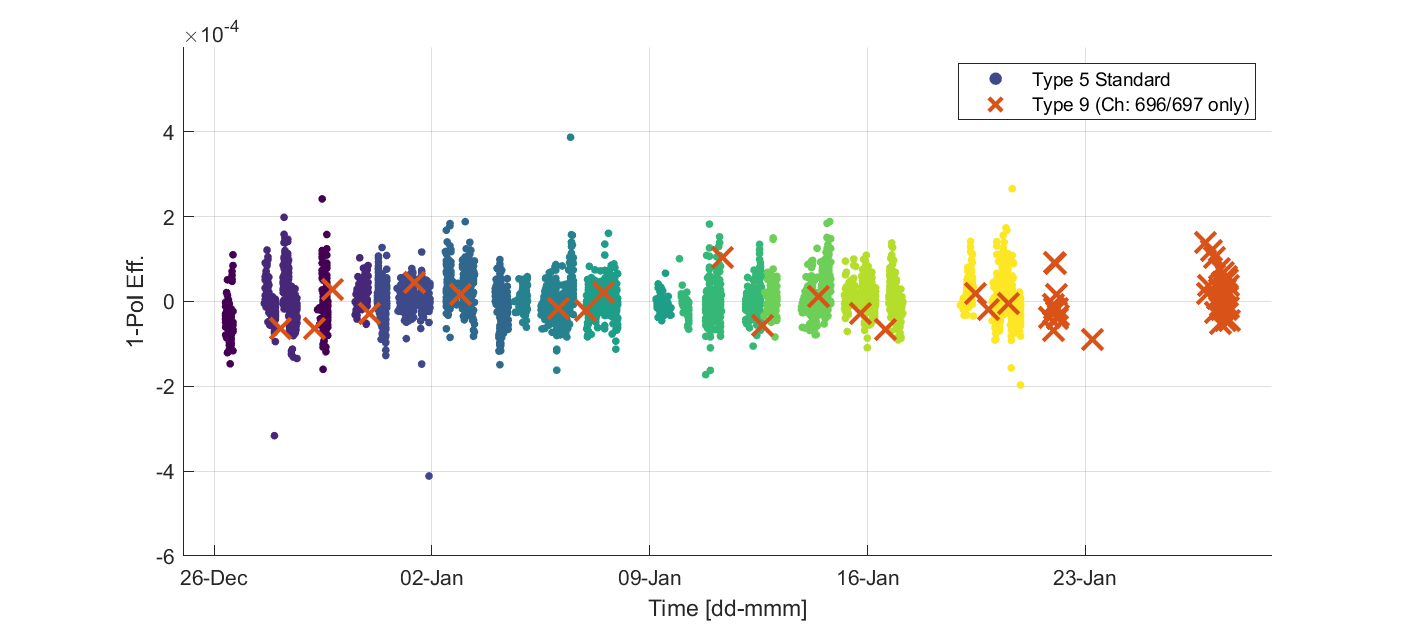 ×10^-4
Type 5 Standard
Type 9 (Ch: 696/697 only)
4
2
0
-2
-4
-6
1-Pol Eff.
26-Dec 02-Jan 09-Jan 16-Jan 23-Jan
Time [dd-mmm]